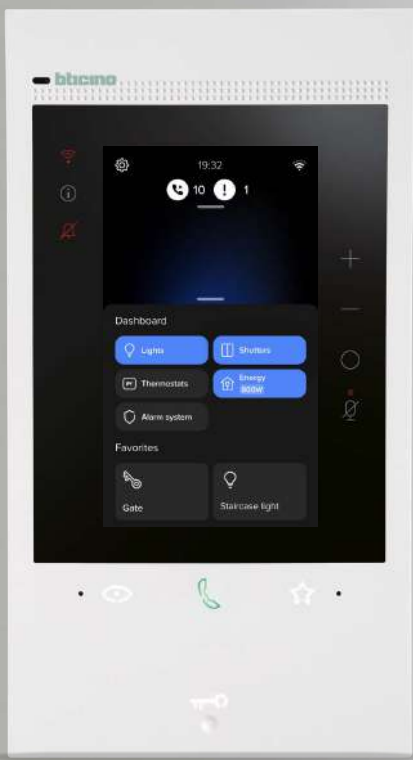 bticino
19:32
10
1
Dashboard
Lights
Shutters
Thermostats
Energy
800W
Alarm system
Favorites
Gate
Staircase light